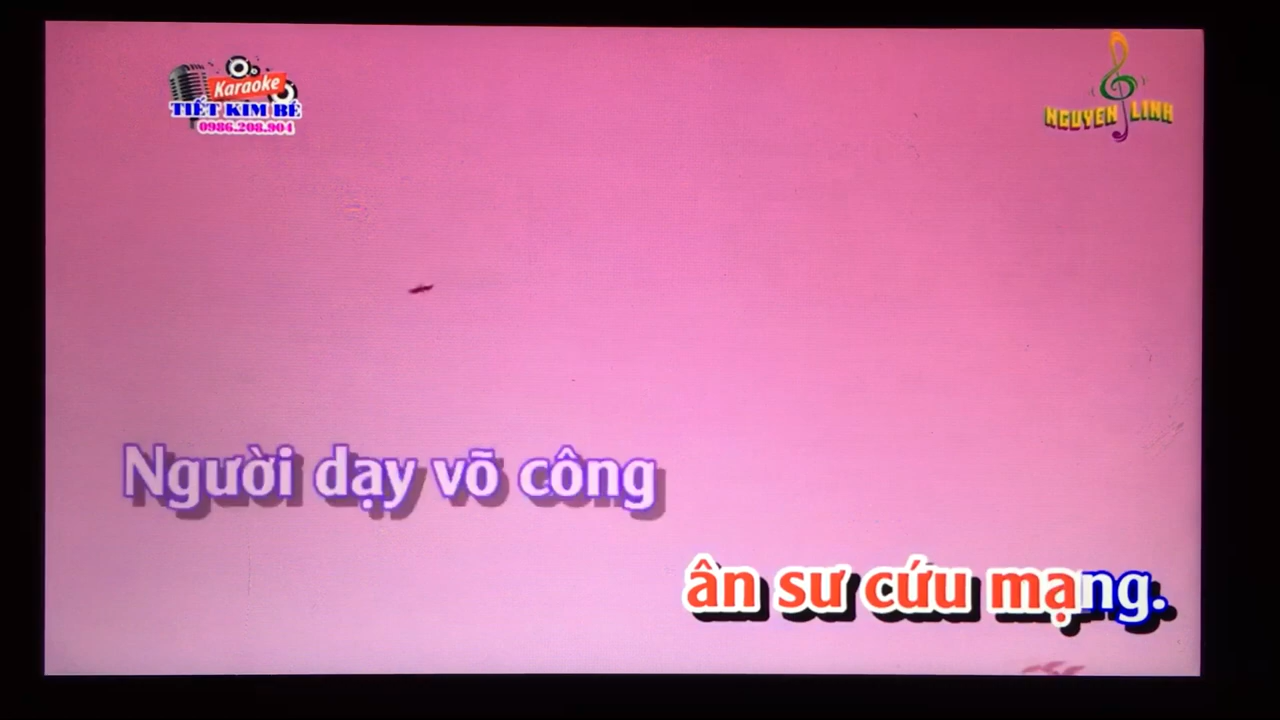 Karaoke
TIẾT KIM BÉ
0986.208.904
NGUYEN LINH
Người dạy võ công
ân sư cứu mạng.